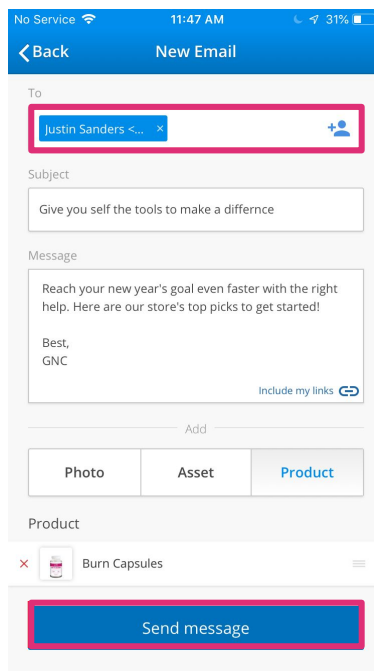 No Service 11:47 AM 31%
Back New Email
To
Justin Sanders <... ×
Subject
Give you self the tools to make a differnce
Message
Reach your new year's goal even faster with the right
help. Here are our store's top picks to get started!
Best,
GNC
Include my links
Add
Photo Asset Product
Product
× Burn Capsules
Send message